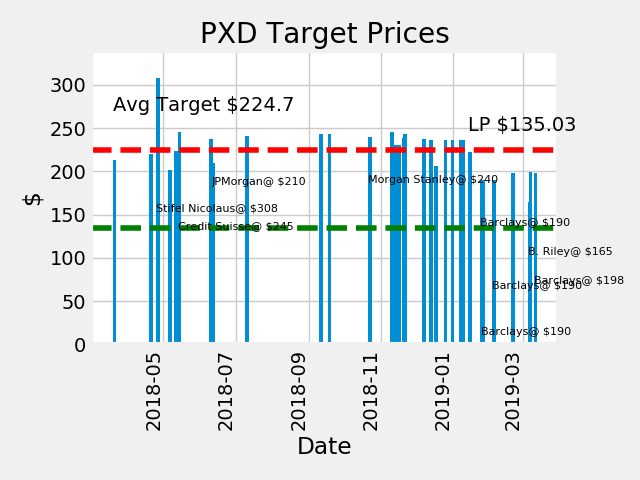 PXD Target Prices
300
250
200
150
100
50
0
$
Avg Target $224.7
LP $135.03
JPMorgan@ $210
Morgan Stanley@ $240
Stifel Nicolaus@ $308
Credit Suisse@ $245
Barclays@ $190
B. Riley@ $165
Barclays@ $198
Barclays@ $190
Barclays@ $190
2018-05
2018-07
2018-09
2018-11
2019-01
2019-03
Date